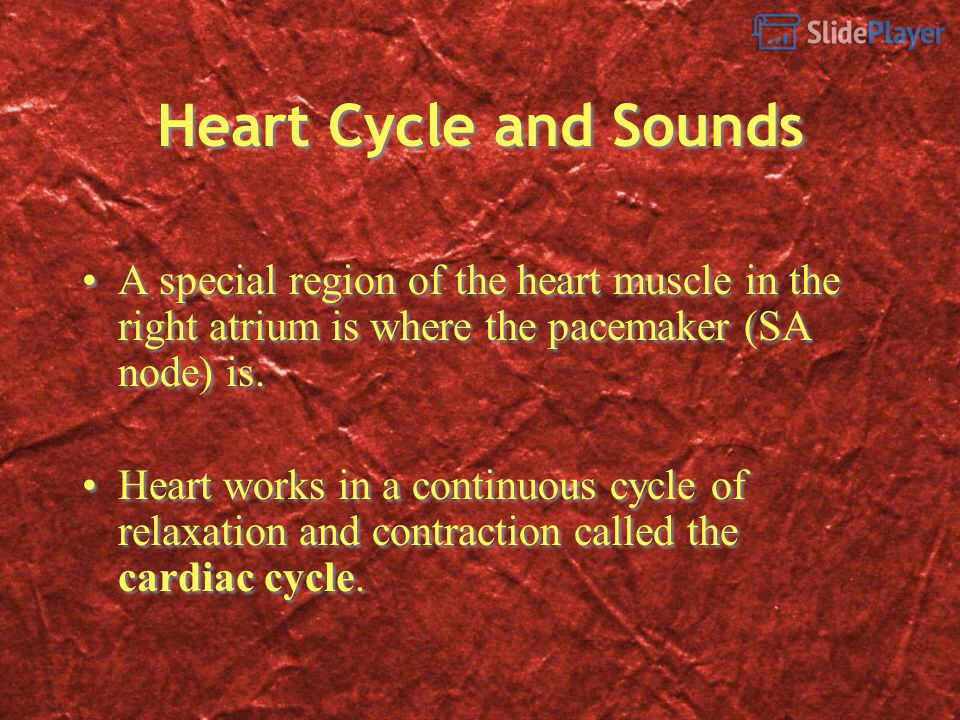 SlidePlayer
Heart Cycle and Sounds
• A special region of the heart muscle in the
right atrium is where the pacemaker (SA
node) is.
• Heart works in a continuous cycle of
relaxation and contraction called the
cardiac cycle.